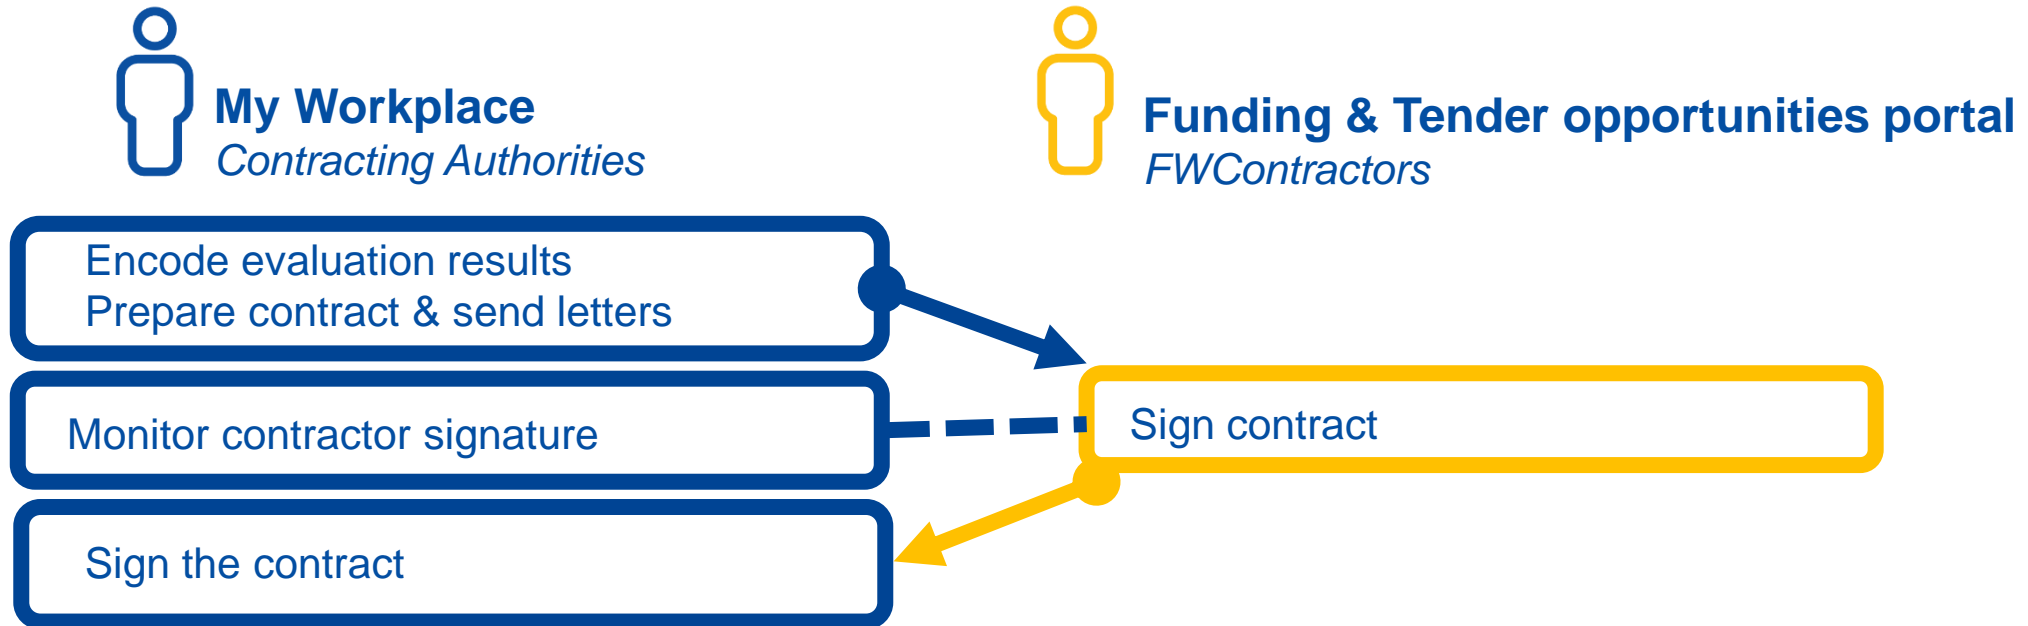 My Workplace
Contracting Authorities
Funding & Tender opportunities portal
FWContractors
Encode evaluation results
Prepare contract & send letters
Monitor contractor signature
Sign contract
Sign the contract